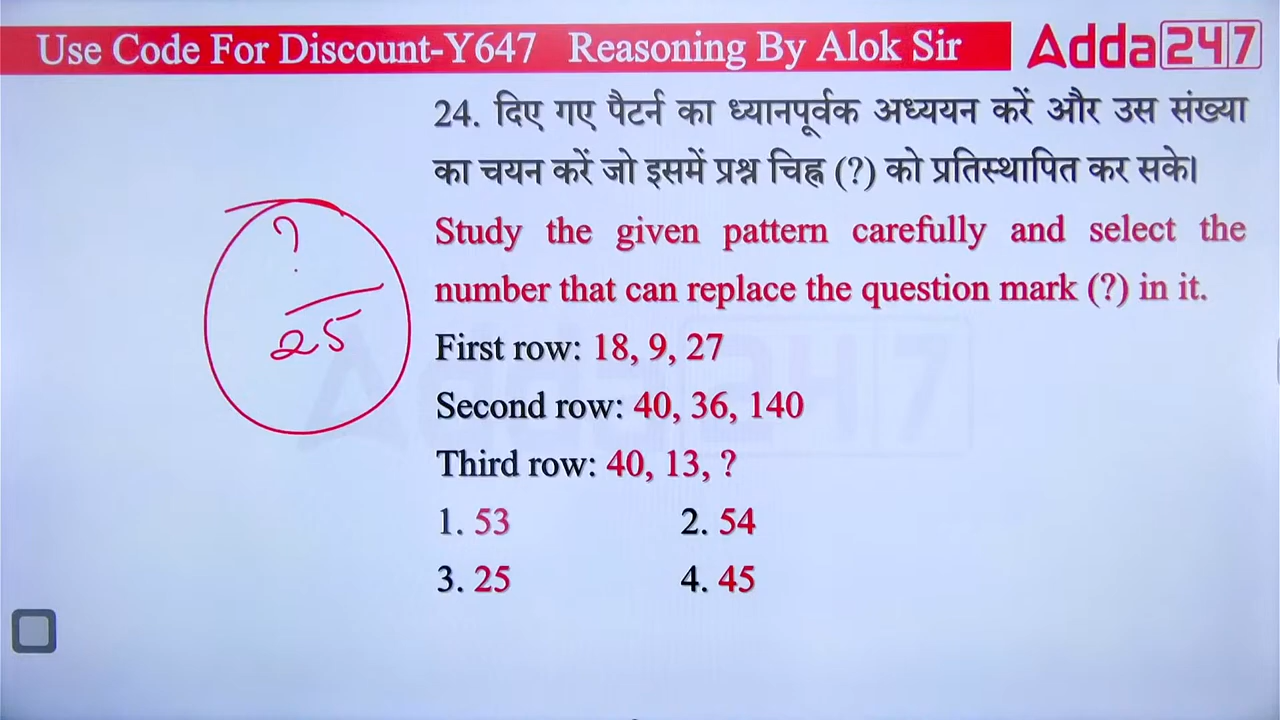 Use Code For Discount-Y647 Reasoning By Alok Sir
Adda247
24. दिए गए पैटर्न का ध्यानपूर्वक अध्ययन करें और उस संख्या
का चयन करें जो इसमें प्रश्न चिह्न (?) को प्रतिस्थापित कर सके।
Study the given pattern carefully and select the
number that can replace the question mark (?) in it.
?
25
First row: 18, 9, 27
Second row: 40, 36, 140
Third row: 40, 13, ?
1. 53 2. 54
3. 25 4. 45
Adda247